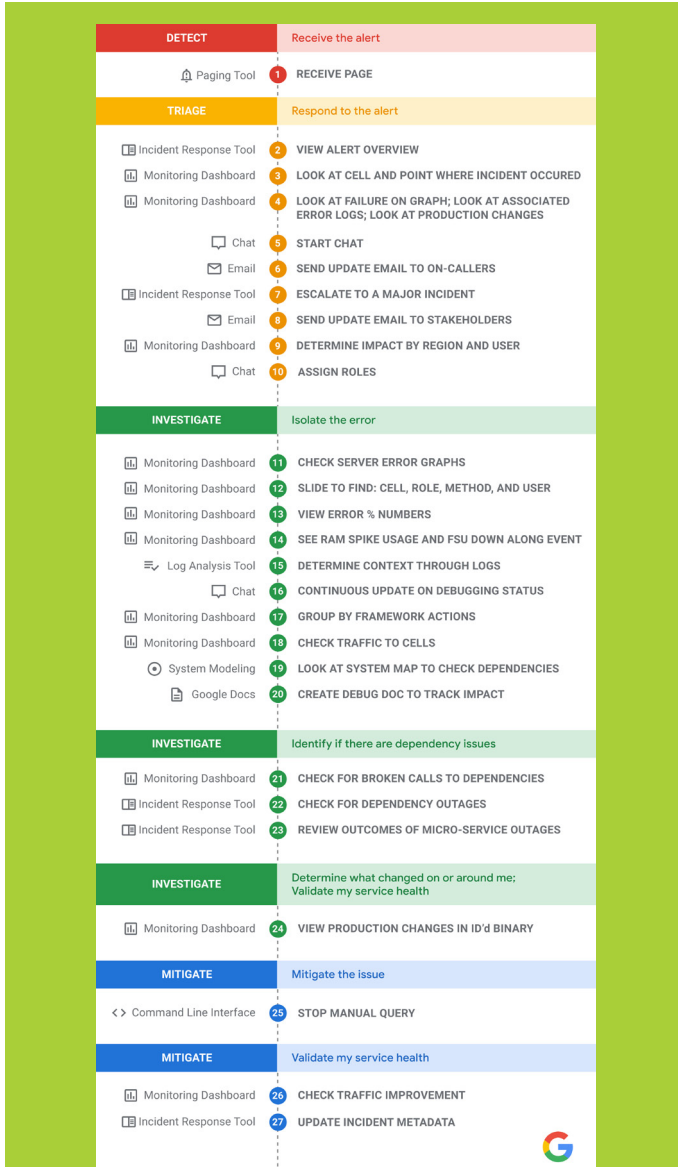 DETECT Receive the alert
Paging Tool 1 RECEIVE PAGE
TRIAGE Respond to the alert
Incident Response Tool 2 VIEW ALERT OVERVIEW
Monitoring Dashboard 3 LOOK AT CELL AND POINT WHERE INCIDENT OCCURED
Monitoring Dashboard 4 LOOK AT FAILURE ON GRAPH; LOOK AT ASSOCIATED
ERROR LOGS; LOOK AT PRODUCTION CHANGES
Chat 5 START CHAT
Email 6 SEND UPDATE EMAIL TO ON-CALLERS
Incident Response Tool 7 ESCALATE TO A MAJOR INCIDENT
Email 8 SEND UPDATE EMAIL TO STAKEHOLDERS
Monitoring Dashboard 9 DETERMINE IMPACT BY REGION AND USER
Chat 10 ASSIGN ROLES
INVESTIGATE Isolate the error
Monitoring Dashboard 11 CHECK SERVER ERROR GRAPHS
Monitoring Dashboard 12 SLIDE TO FIND: CELL, ROLE, METHOD, AND USER
Monitoring Dashboard 13 VIEW ERROR % NUMBERS
Monitoring Dashboard 14 SEE RAM SPIKE USAGE AND FSU DOWN ALONG EVENT
Log Analysis Tool 15 DETERMINE CONTEXT THROUGH LOGS
Chat 16 CONTINUOUS UPDATE ON DEBUGGING STATUS
Monitoring Dashboard 17 GROUP BY FRAMEWORK ACTIONS
Monitoring Dashboard 18 CHECK TRAFFIC TO CELLS
System Modeling 19 LOOK AT SYSTEM MAP TO CHECK DEPENDENCIES
Google Docs 20 CREATE DEBUG DOC TO TRACK IMPACT
INVESTIGATE Identify if there are dependency issues
Monitoring Dashboard 21 CHECK FOR BROKEN CALLS TO DEPENDENCIES
Incident Response Tool 22 CHECK FOR DEPENDENCY OUTAGES
Incident Response Tool 23 REVIEW OUTCOMES OF MICRO-SERVICE OUTAGES
INVESTIGATE Determine what changed on or around me;
Validate my service health
Monitoring Dashboard 24 VIEW PRODUCTION CHANGES IN ID'd BINARY
MITIGATE Mitigate the issue
Command Line Interface 25 STOP MANUAL QUERY
MITIGATE Validate my service health
Monitoring Dashboard 26 CHECK TRAFFIC IMPROVEMENT
Incident Response Tool 27 UPDATE INCIDENT METADATA
G